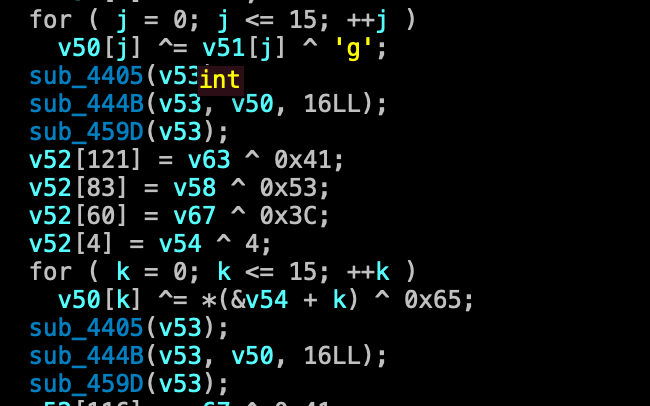 for ( j = 0; j <= 15; ++j )
v50[j] ^= v51[j] ^ 'g';
sub_4405(v53
int
sub_444B(v53, v50, 16LL);
sub_459D(v53);
v52[121] = v63 ^ 0x41;
v52[83] = v58 ^ 0x53;
v52[60] = v67 ^ 0x3C;
v52[4] = v54 ^ 4;
for ( k = 0; k <= 15; ++k )
v50[k] ^= *(&v54 + k) ^ 0x65;
sub_4405(v53);
sub_444B(v53, v50, 16LL);
sub_459D(v53);